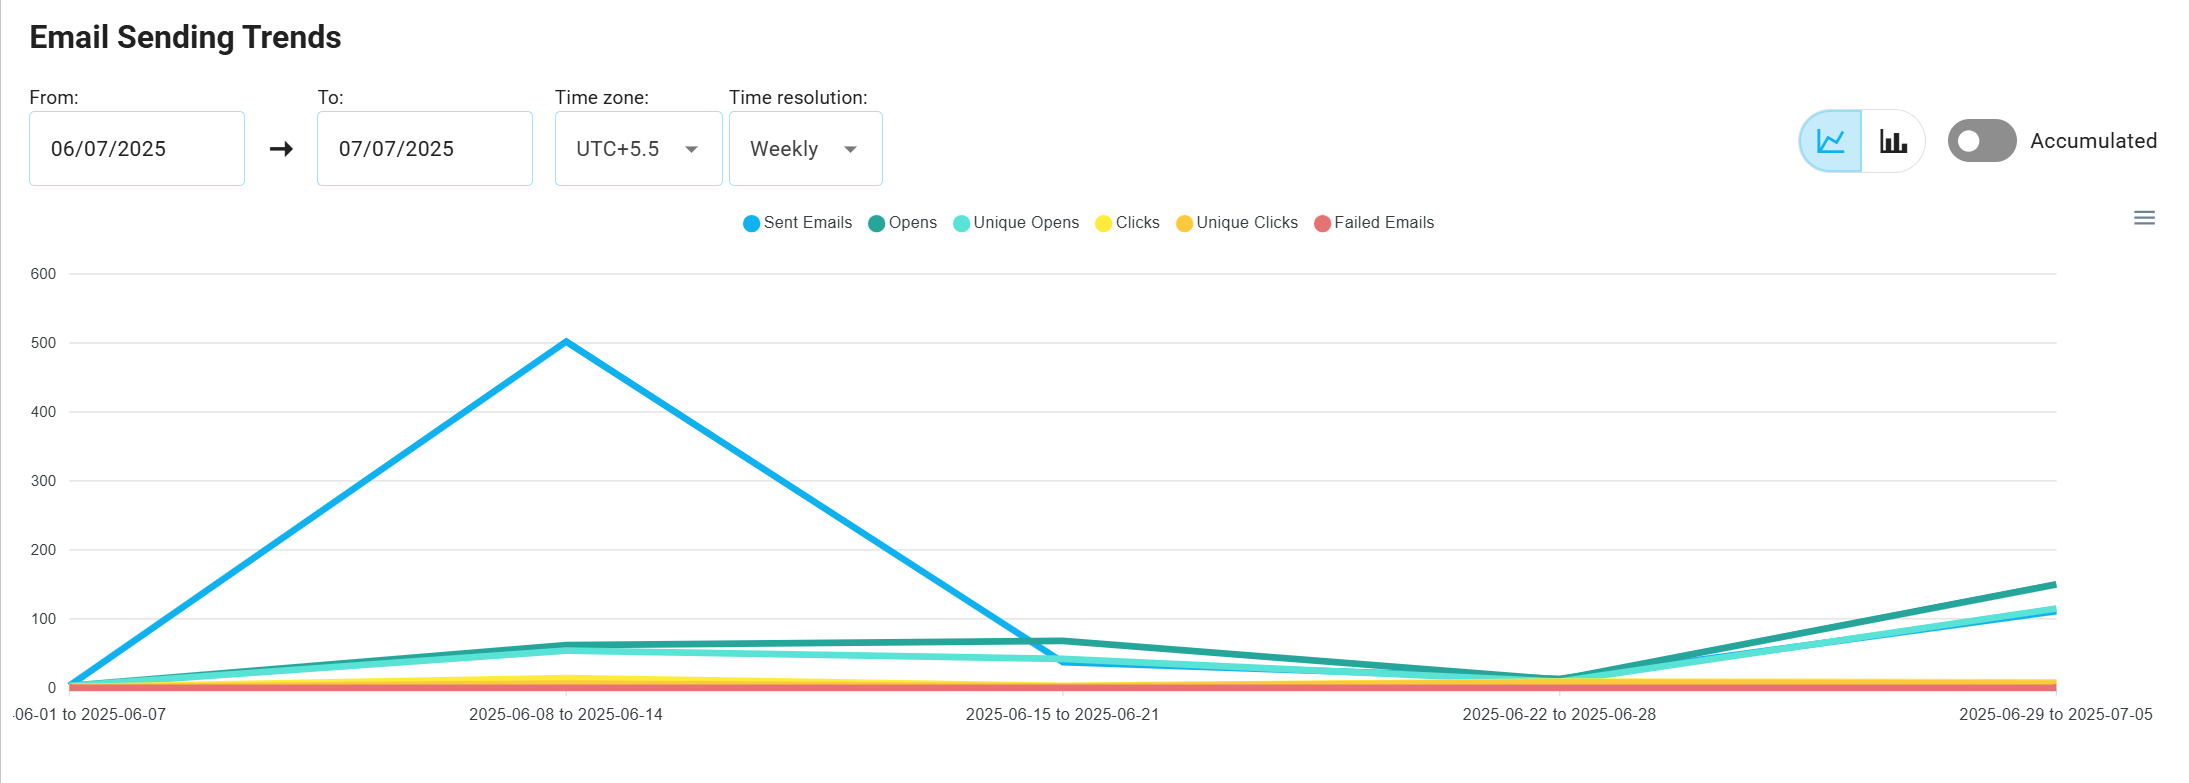 Email Sending Trends
From: To: Time zone: Time resolution:
06/07/2025 → 07/07/2025 UTC+5.5 Weekly Accumulated
Sent Emails Opens Unique Opens Clicks Unique Clicks Failed Emails
600
500
400
300
200
100
0
-06-01 to 2025-06-07 2025-06-08 to 2025-06-14 2025-06-15 to 2025-06-21 2025-06-22 to 2025-06-28 2025-06-29 to 2025-07-05